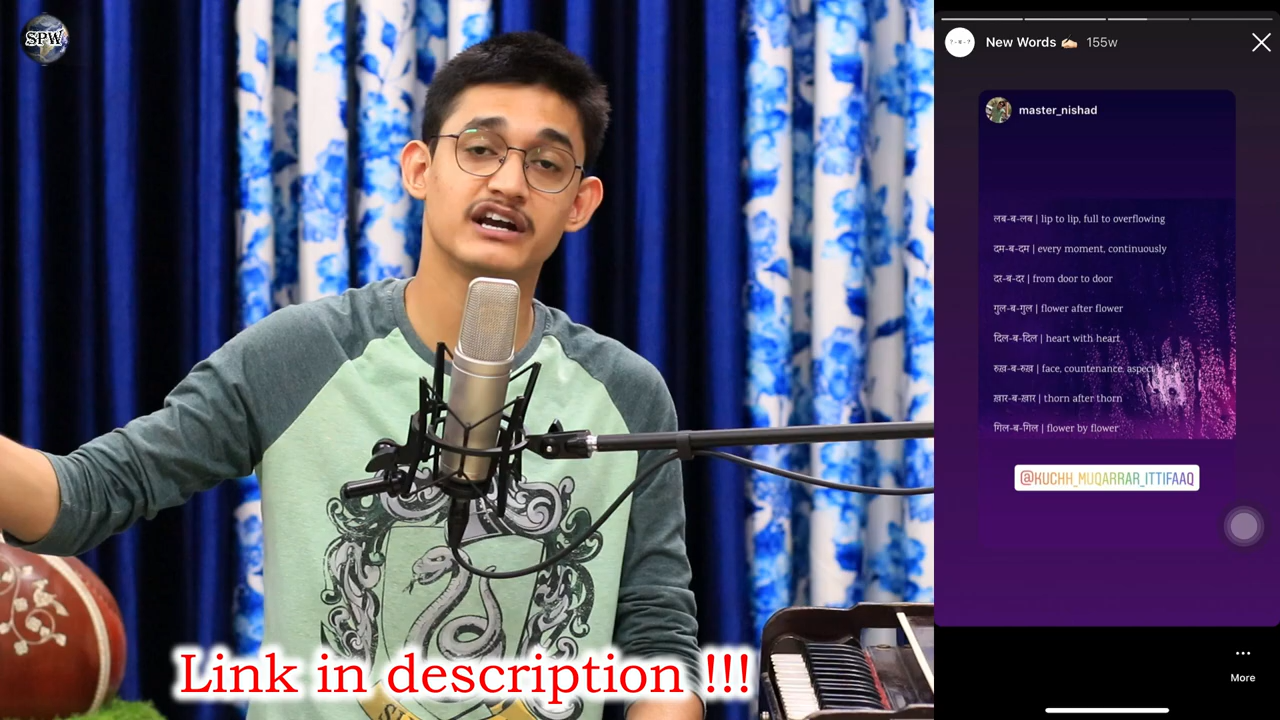 SPW
New Words ✍🏻 155w
master_nishad
लब-ब-लब | lip to lip, full to overflowing
दम-ब-दम | every moment, continuously
दर-ब-दर | from door to door
गुल-ब-गुल | flower after flower
दिल-ब-दिल | heart with heart
रुख़-ब-रुख़ | face, countenance, aspect
ख़ार-ब-ख़ार | thorn after thorn
गिल-ब-गिल | flower by flower
@KUCHH_MUQARRAR_ITTIFAAQ
More
Link in description !!!